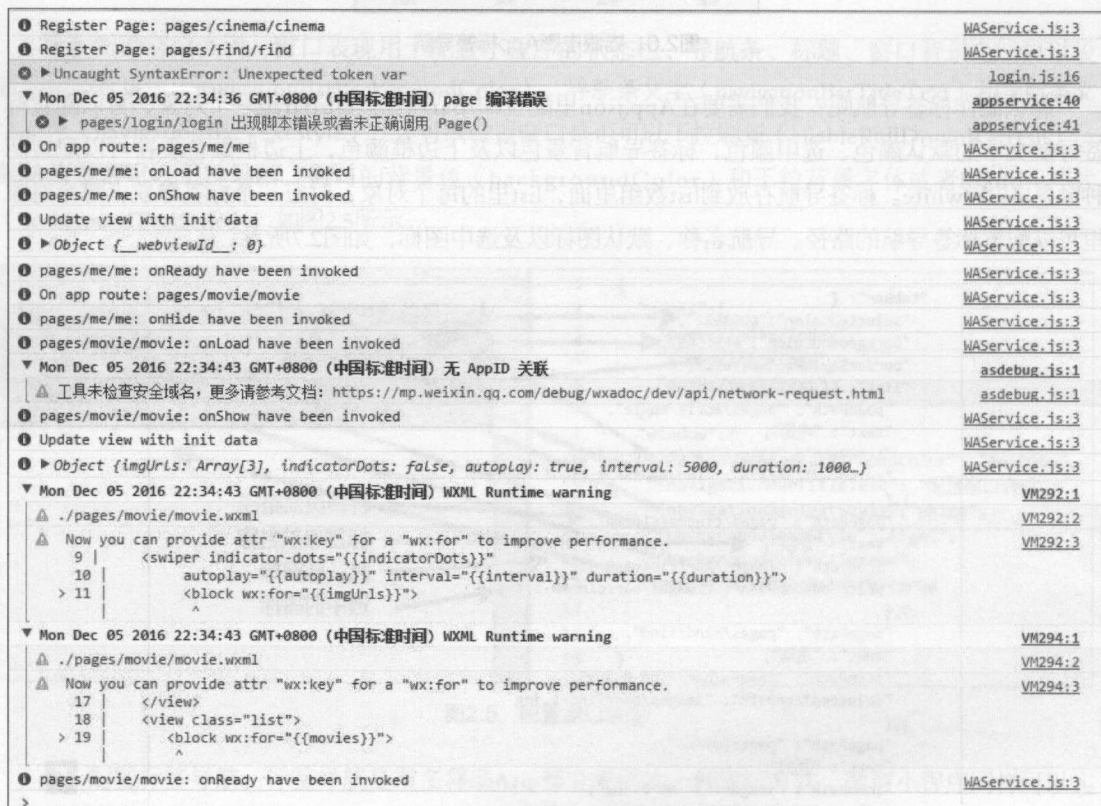 Register Page: pages/cinema/cinema WAService.js:3
Register Page: pages/find/find WAService.js:3
▶Uncaught SyntaxError: Unexpected token var login.js:16
▼ Mon Dec 05 2016 22:34:36 GMT+0800 (中国标准时间) page 编译错误 appservice:40
▶ pages/login/login 出现脚本错误或者未正确调用 Page() appservice:41
On app route: pages/me/me WAService.js:3
pages/me/me: onLoad have been invoked WAService.js:3
pages/me/me: onShow have been invoked WAService.js:3
Update view with init data WAService.js:3
▶Object {__webviewId__: 0} WAService.js:3
pages/me/me: onReady have been invoked WAService.js:3
On app route: pages/movie/movie WAService.js:3
pages/me/me: onHide have been invoked WAService.js:3
pages/movie/movie: onLoad have been invoked WAService.js:3
▼ Mon Dec 05 2016 22:34:43 GMT+0800 (中国标准时间) 无 AppID 关联 asdebug.js:1
工具未检查安全域名，更多请参考文档: https://mp.weixin.qq.com/debug/wxadoc/dev/api/network-request.html asdebug.js:1
pages/movie/movie: onShow have been invoked WAService.js:3
Update view with init data WAService.js:3
▶Object {imgUrls: Array[3], indicatorDots: false, autoplay: true, interval: 5000, duration: 1000…} WAService.js:3
▼ Mon Dec 05 2016 22:34:43 GMT+0800 (中国标准时间) WXML Runtime warning VM292:1
./pages/movie/movie.wxml VM292:2
Now you can provide attr "wx:key" for a "wx:for" to improve performance. VM292:3
9 | <swiper indicator-dots="{{indicatorDots}}"
10 | autoplay="{{autoplay}}" interval="{{interval}}" duration="{{duration}}">
> 11 | <block wx:for="{{imgUrls}}">
| ^
▼ Mon Dec 05 2016 22:34:43 GMT+0800 (中国标准时间) WXML Runtime warning VM294:1
./pages/movie/movie.wxml VM294:2
Now you can provide attr "wx:key" for a "wx:for" to improve performance. VM294:3
17 | </view>
18 | <view class="list">
> 19 | <block wx:for="{{movies}}">
| ^
pages/movie/movie: onReady have been invoked WAService.js:3
>